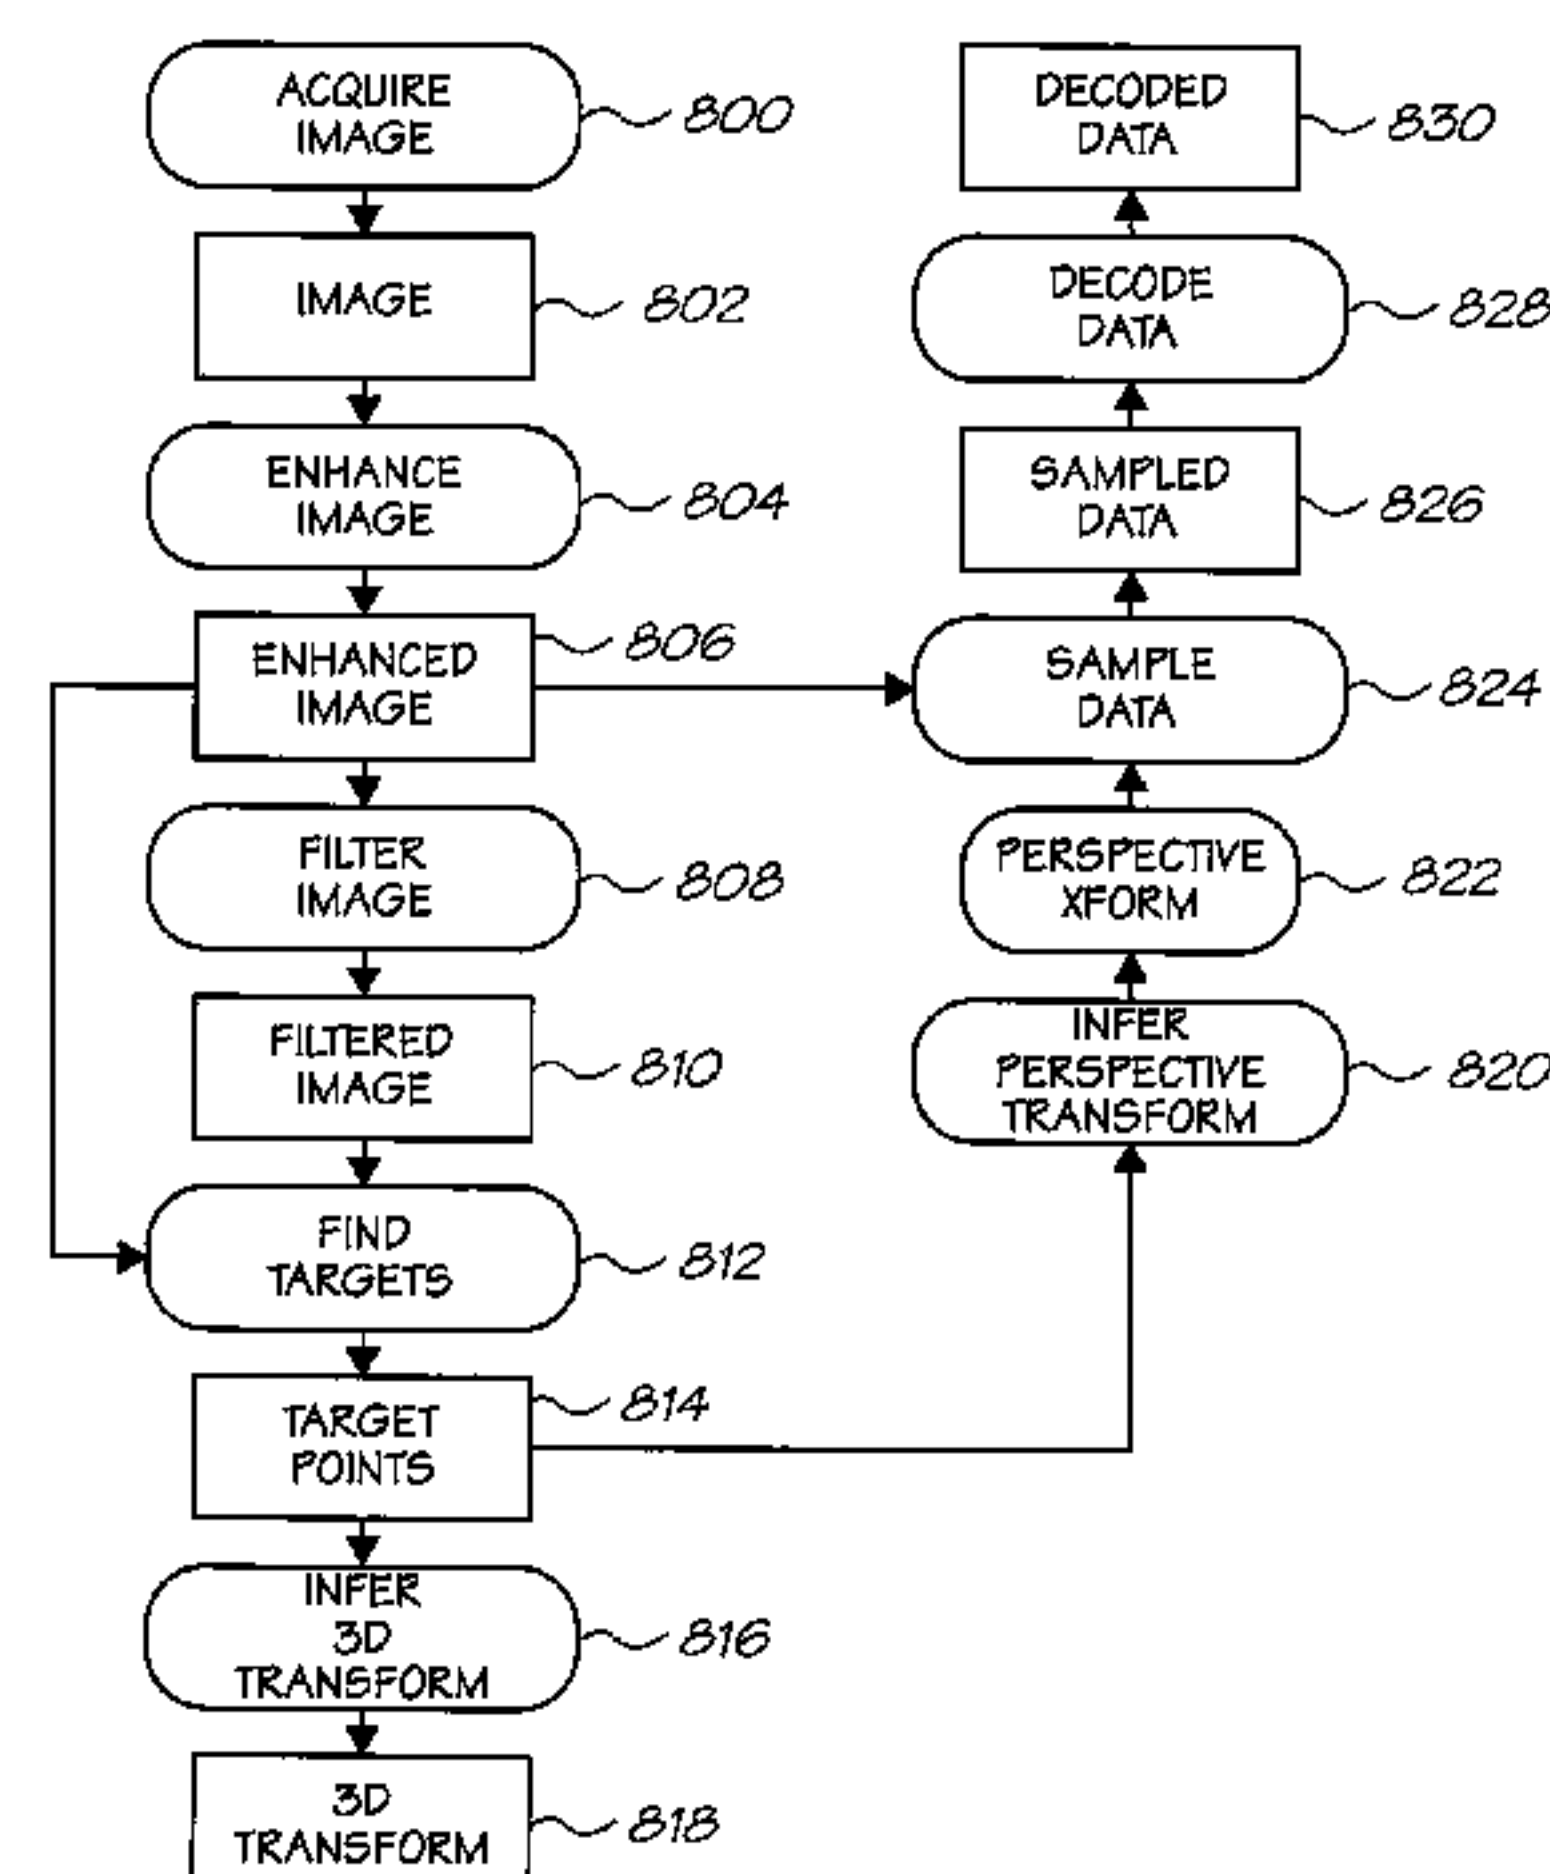 ACQUIRE
IMAGE
800
IMAGE
802
ENHANCE
IMAGE
804
ENHANCED
IMAGE
806
FILTER
IMAGE
808
FILTERED
IMAGE
810
FIND
TARGETS
812
TARGET
POINTS
814
INFER
3D
TRANSFORM
816
3D
TRANSFORM
818
DECODED
DATA
830
DECODE
DATA
828
SAMPLED
DATA
826
SAMPLE
DATA
824
PERSPECTIVE
XFORM
822
INFER
PERSPECTIVE
TRANSFORM
820